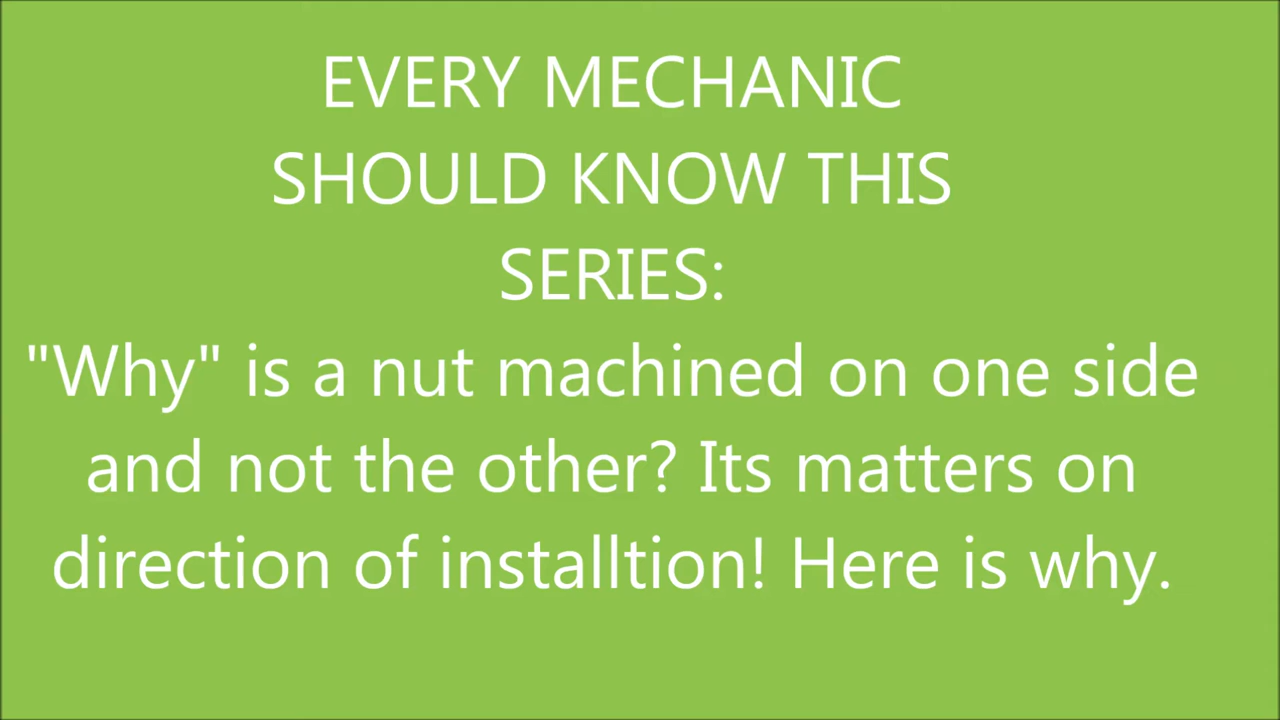 EVERY MECHANIC
SHOULD KNOW THIS
SERIES:
"Why" is a nut machined on one side
and not the other? Its matters on
direction of installtion! Here is why.